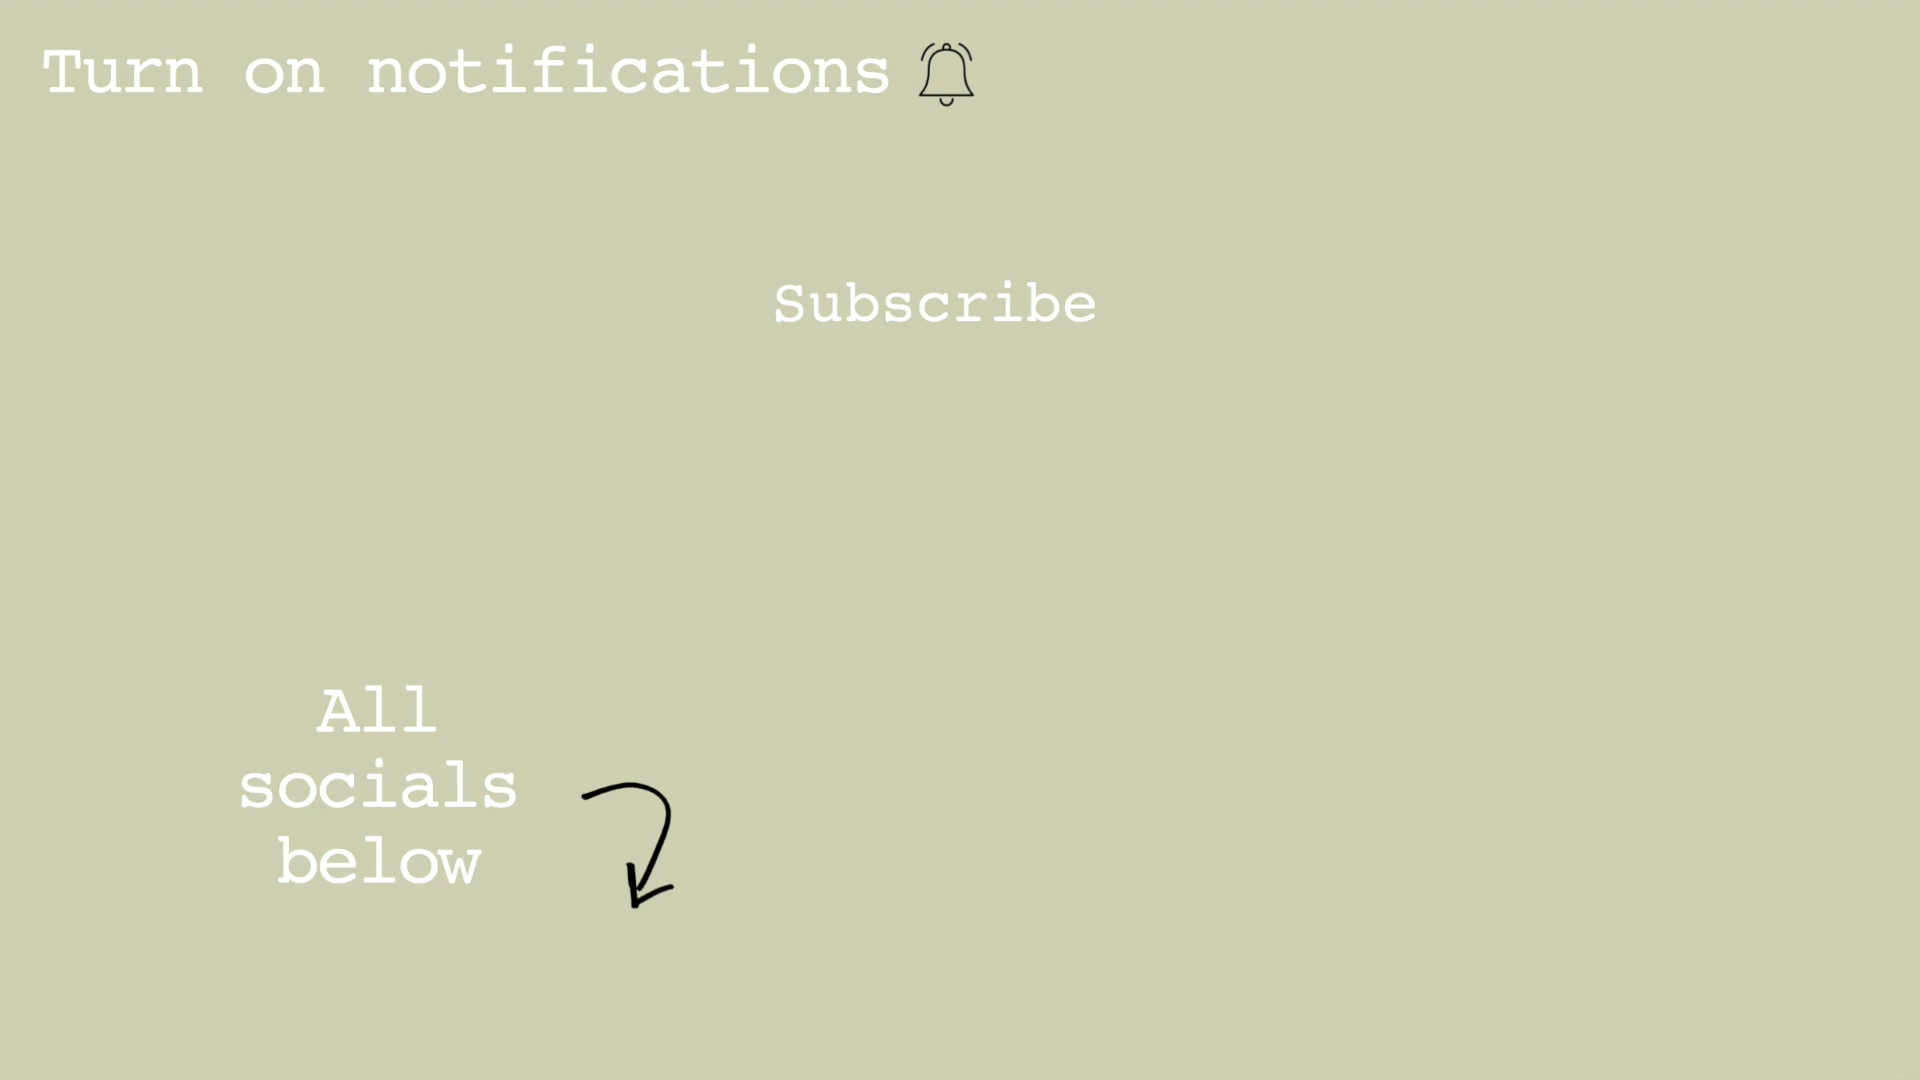 Turn on notifications
Subscribe
All
socials
below